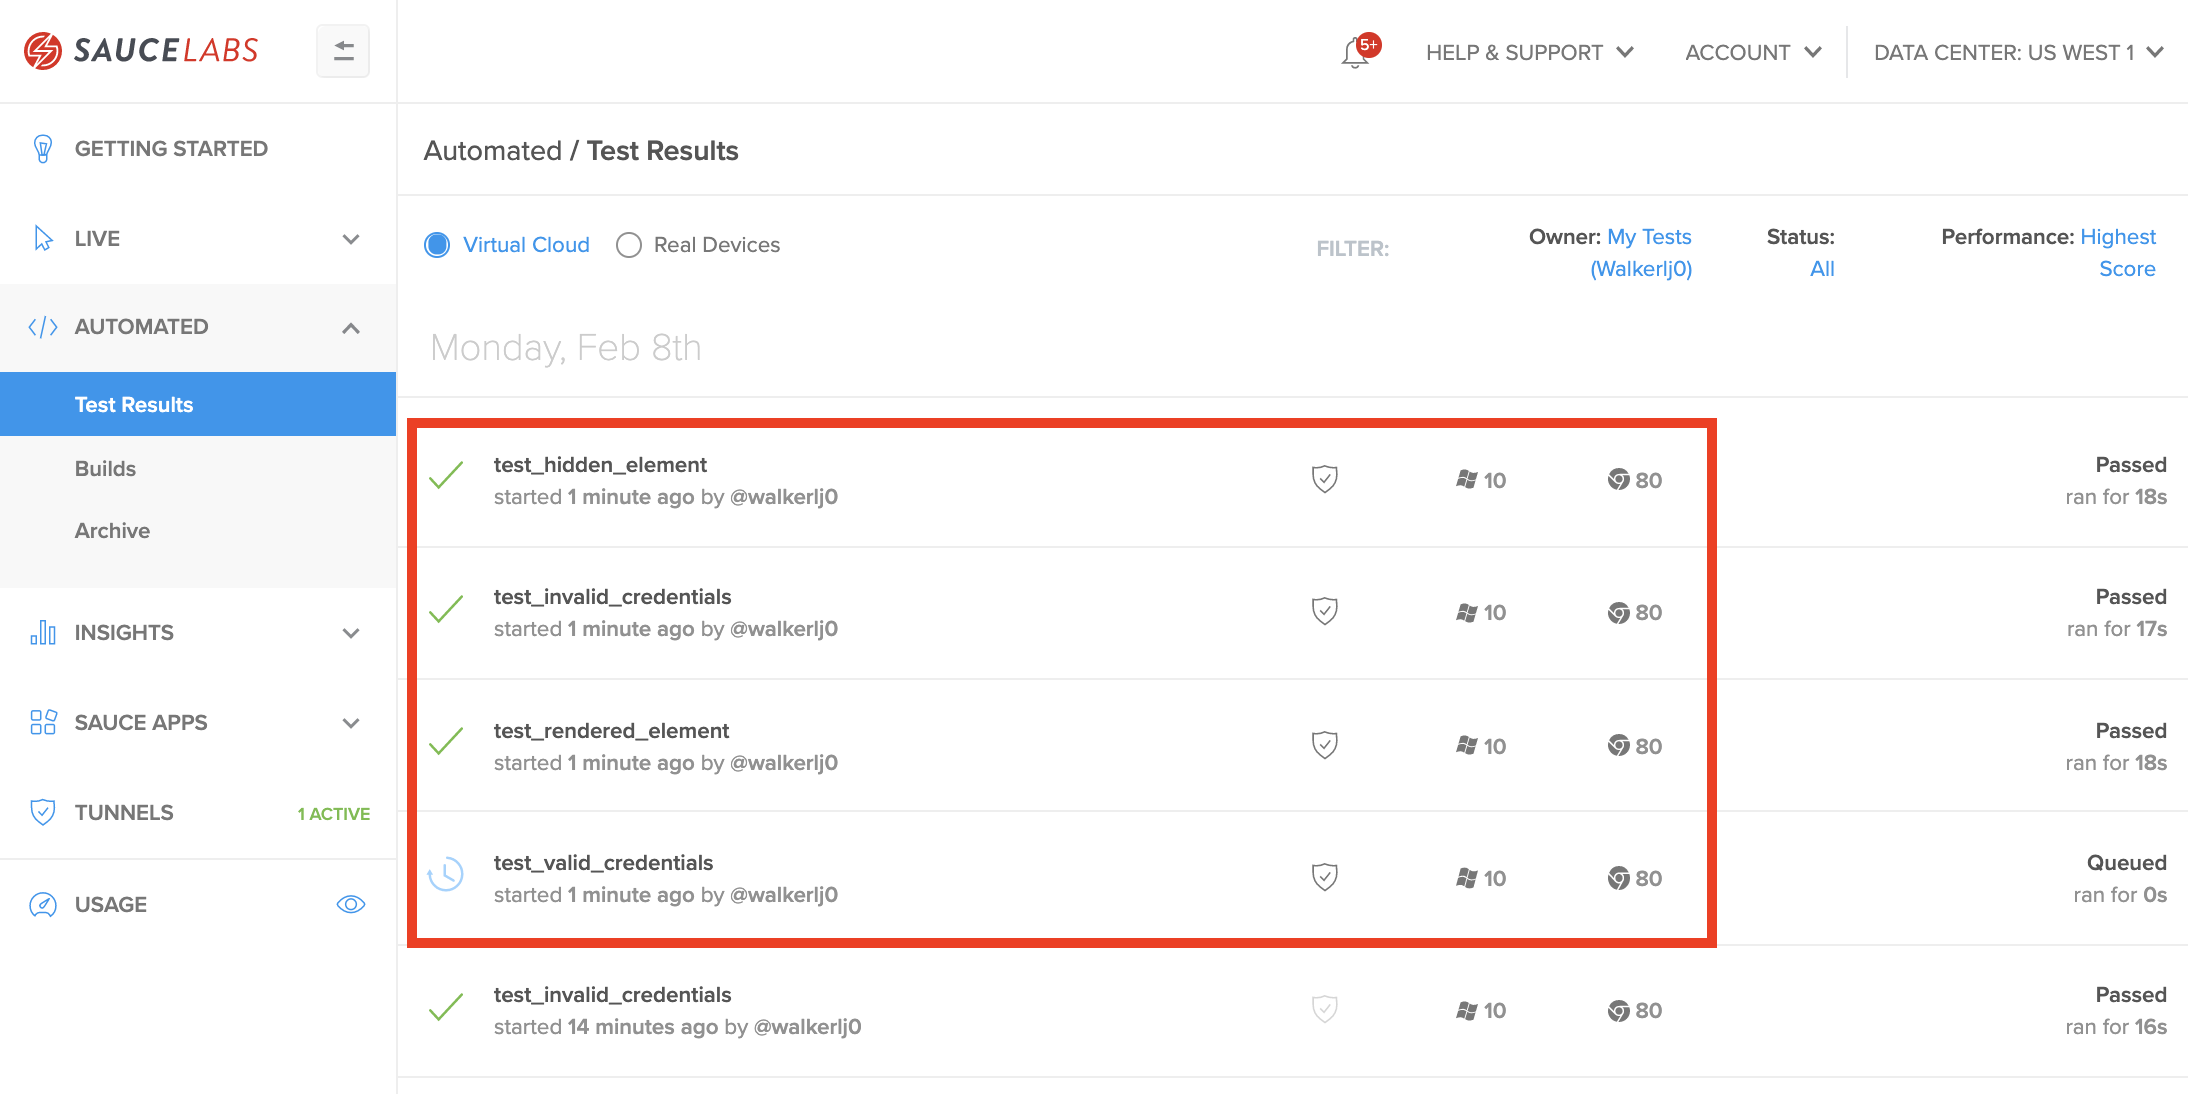 SAUCELABS
5+
HELP & SUPPORT
ACCOUNT
DATA CENTER: US WEST 1
GETTING STARTED
LIVE
AUTOMATED
Test Results
Builds
Archive
INSIGHTS
SAUCE APPS
TUNNELS 1 ACTIVE
USAGE
Automated / Test Results
Virtual Cloud Real Devices
FILTER:
Owner: My Tests
(Walkerlj0)
Status:
All
Performance: Highest
Score
Monday, Feb 8th
test_hidden_element
started 1 minute ago by @walkerlj0
10
80
Passed
ran for 18s
test_invalid_credentials
started 1 minute ago by @walkerlj0
10
80
Passed
ran for 17s
test_rendered_element
started 1 minute ago by @walkerlj0
10
80
Passed
ran for 18s
test_valid_credentials
started 1 minute ago by @walkerlj0
10
80
Queued
ran for 0s
test_invalid_credentials
started 14 minutes ago by @walkerlj0
10
80
Passed
ran for 16s